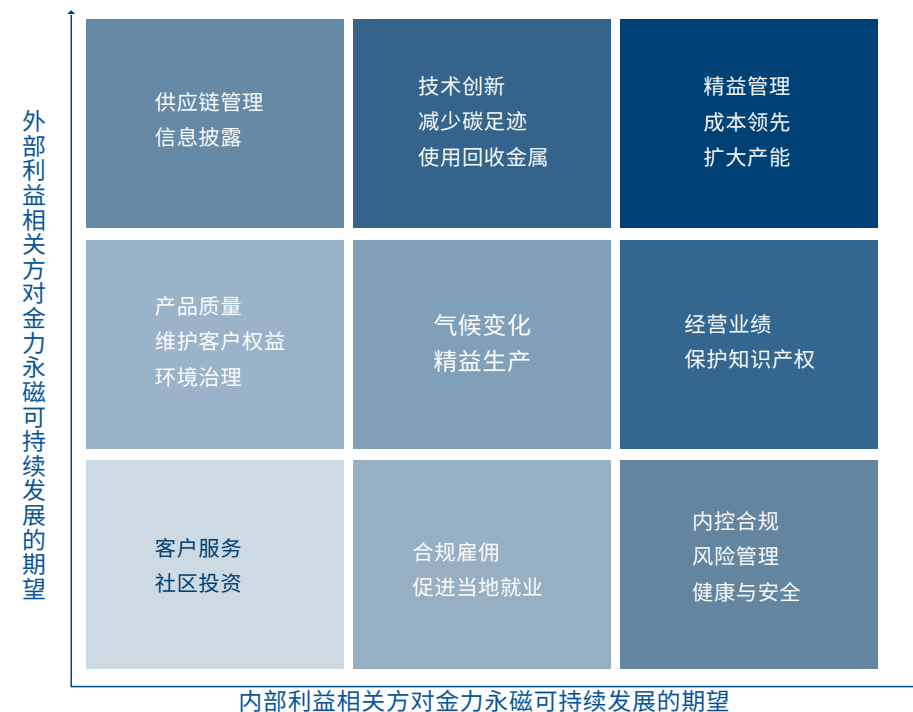 外部利益相关方对金力永磁可持续发展的期望
供应链管理
信息披露
技术创新
减少碳足迹
使用回收金属
精益管理
成本领先
扩大产能
产品质量
维护客户权益
环境治理
气候变化
精益生产
经营业绩
保护知识产权
客户服务
社区投资
合规雇佣
促进当地就业
内控合规
风险管理
健康与安全
内部利益相关方对金力永磁可持续发展的期望